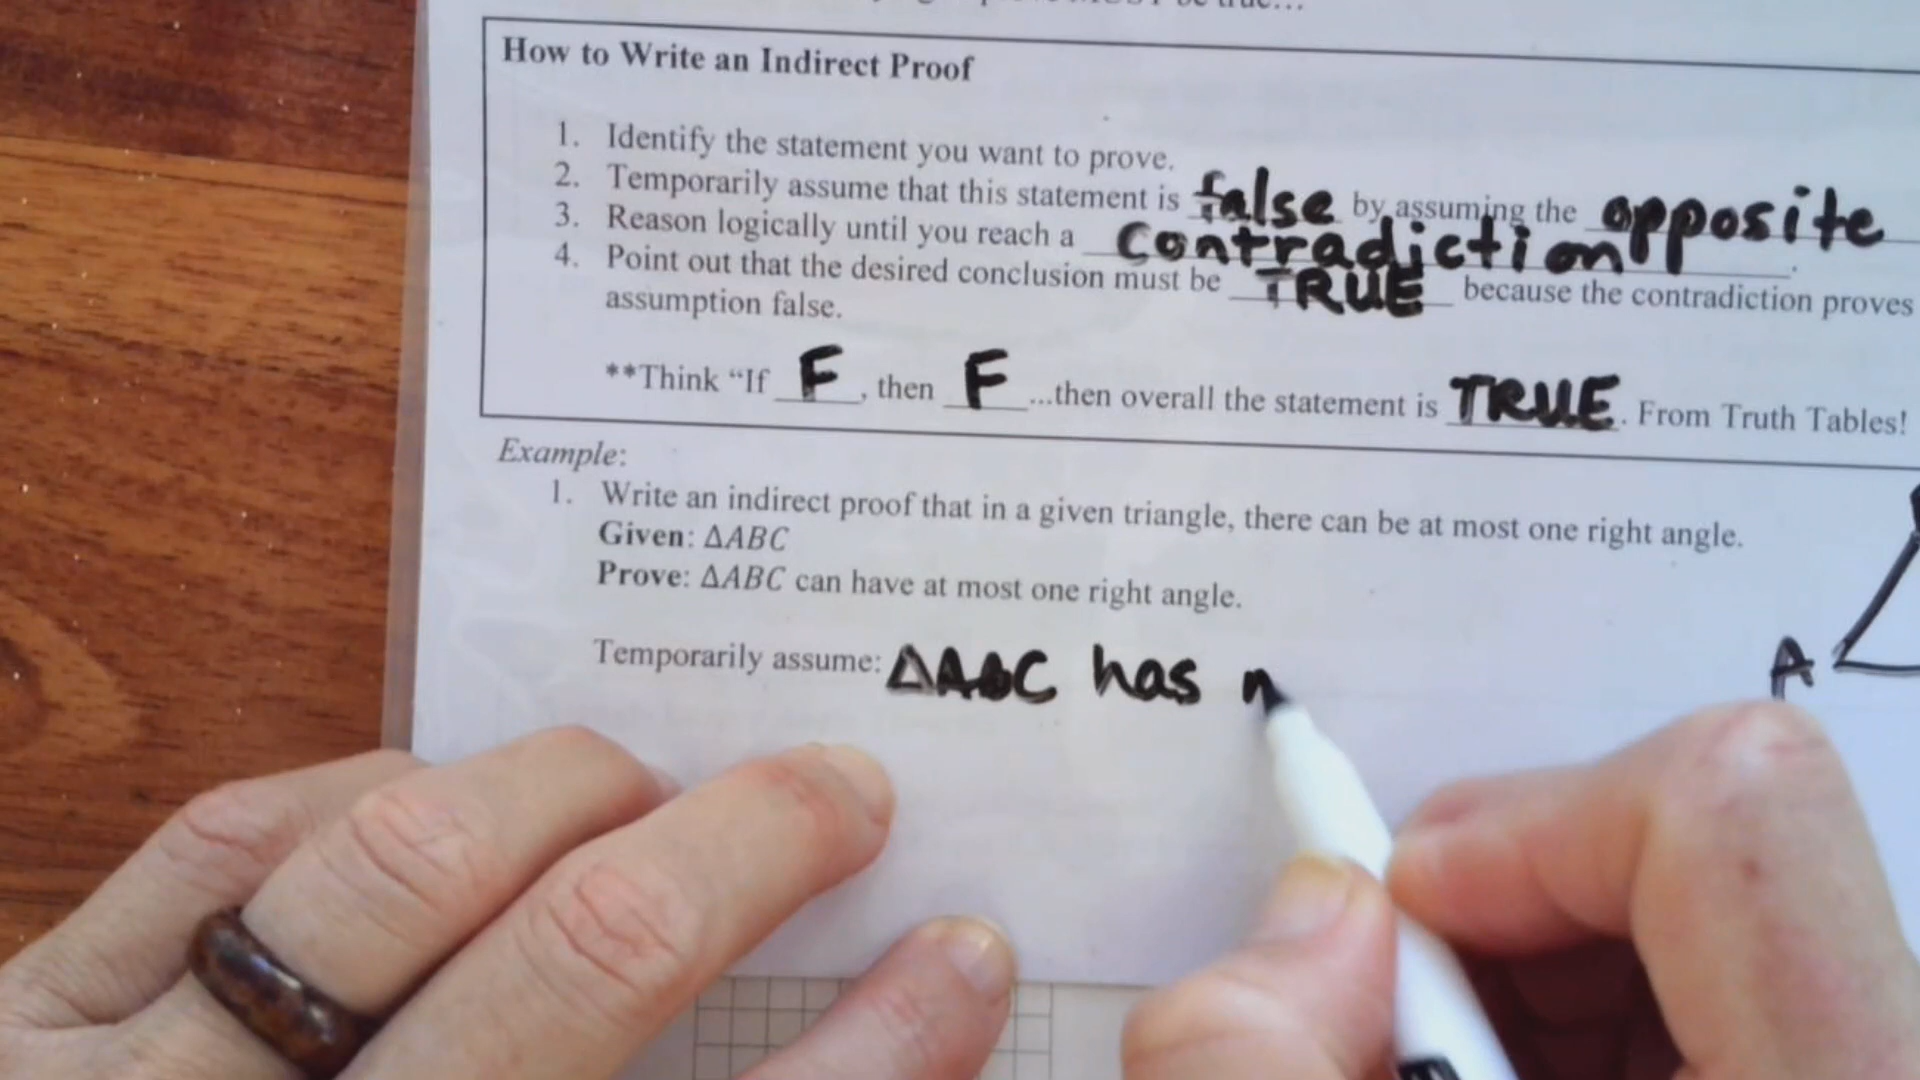 be true...
How to Write an Indirect Proof
1. Identify the statement you want to prove.
2. Temporarily assume that this statement is false by assuming the opposite
3. Reason logically until you reach a contradiction.
4. Point out that the desired conclusion must be TRUE because the contradiction proves
assumption false.
**Think “If F, then F ...then overall the statement is TRUE. From Truth Tables!
Example:
1. Write an indirect proof that in a given triangle, there can be at most one right angle.
Given: ΔABC
Prove: ΔABC can have at most one right angle.
Temporarily assume: ΔABC has
A